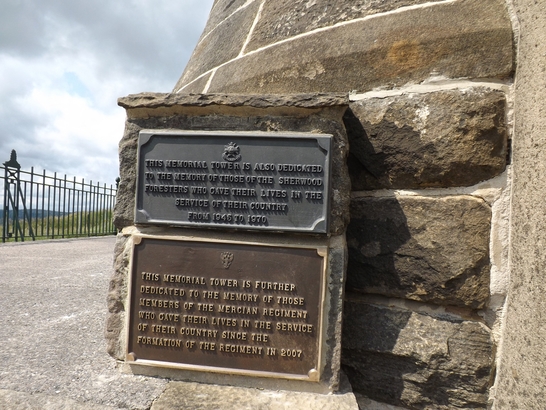 THIS MEMORIAL TOWER IS ALSO DEDICATED
TO THE MEMORY OF THOSE OF THE SHERWOOD
FORESTERS WHO GAVE THEIR LIVES IN THE
SERVICE OF THEIR COUNTRY
FROM 1945 TO 1970
THIS MEMORIAL TOWER IS FURTHER
DEDICATED TO THE MEMORY OF THOSE
MEMBERS OF THE MERCIAN REGIMENT
WHO GAVE THEIR LIVES IN THE SERVICE
OF THEIR COUNTRY SINCE THE
FORMATION OF THE REGIMENT IN 2007